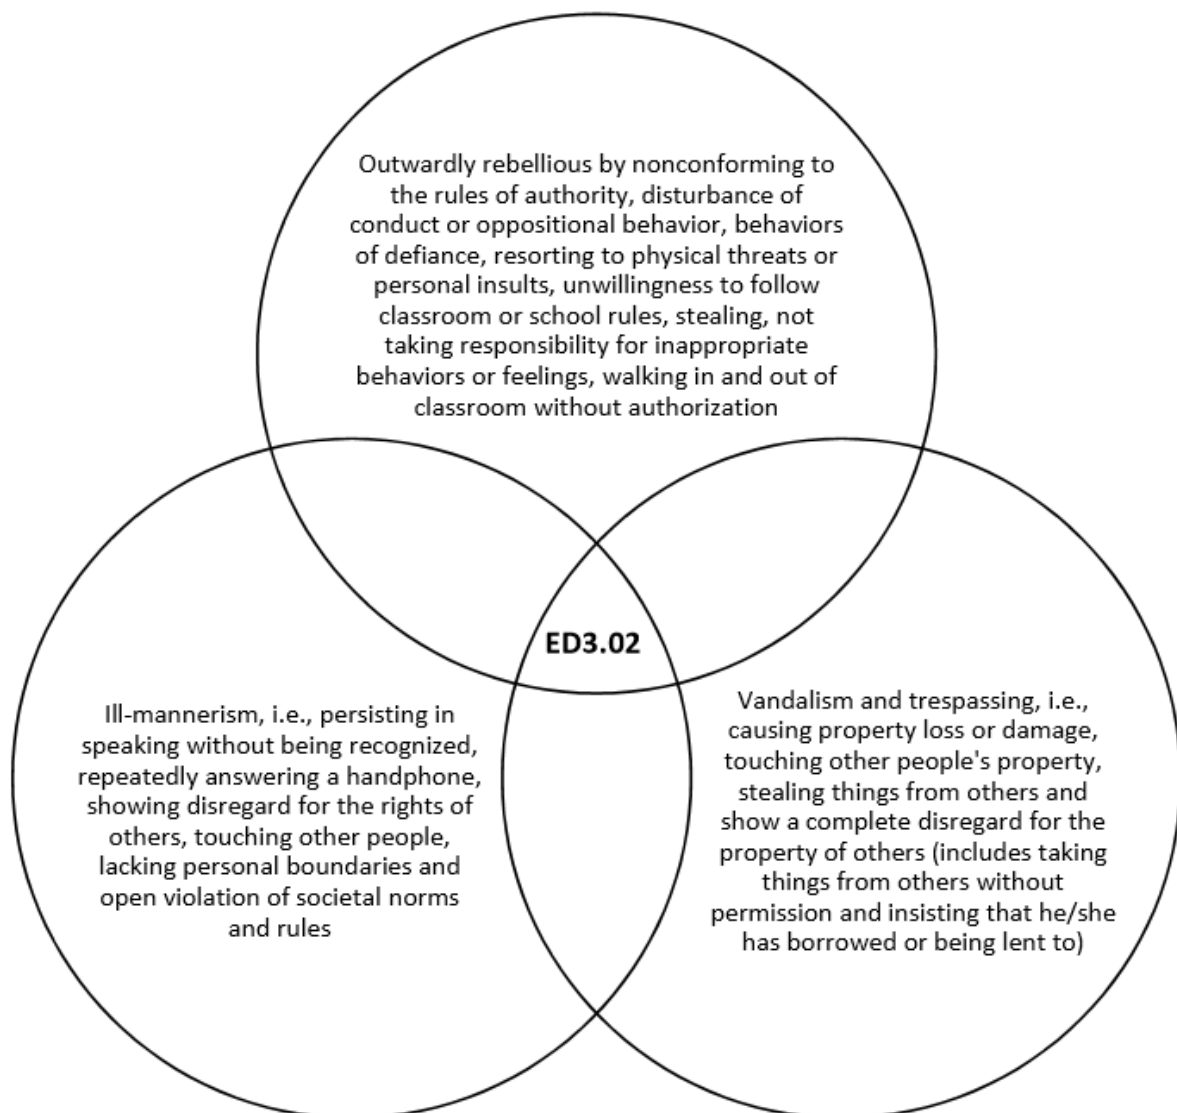 Outwardly rebellious by nonconforming to
the rules of authority, disturbance of
conduct or oppositional behavior, behaviors
of defiance, resorting to physical threats or
personal insults, unwillingness to follow
classroom or school rules, stealing, not
taking responsibility for inappropriate
behaviors or feelings, walking in and out of
classroom without authorization
ED3.02
Ill-mannerism, i.e., persisting in
speaking without being recognized,
repeatedly answering a handphone,
showing disregard for the rights of
others, touching other people,
lacking personal boundaries and
open violation of societal norms
and rules
Vandalism and trespassing, i.e.,
causing property loss or damage,
touching other people's property,
stealing things from others and
show a complete disregard for the
property of others (includes taking
things from others without
permission and insisting that he/she
has borrowed or being lent to)